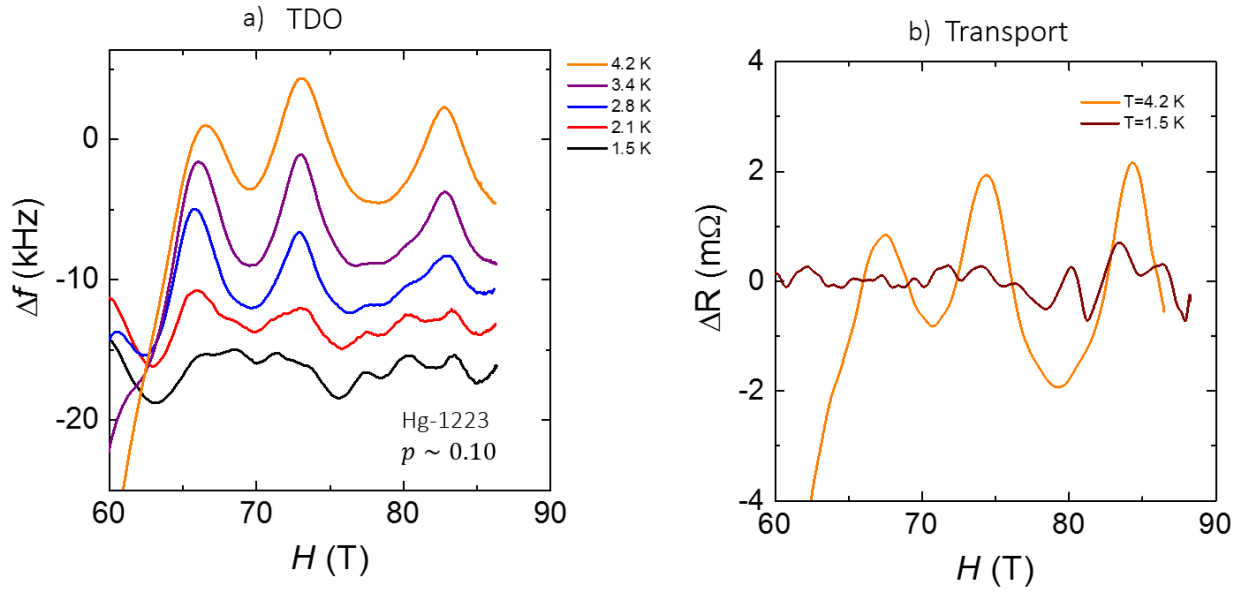 a) TDO
4.2 K
3.4 K
2.8 K
2.1 K
1.5 K
0
-10
-20
Δf (kHz)
Hg-1223
p ~ 0.10
60 70 80 90
H (T)
b) Transport
T=4.2 K
T=1.5 K
4
2
0
-2
-4
ΔR (mΩ)
60 70 80 90
H (T)